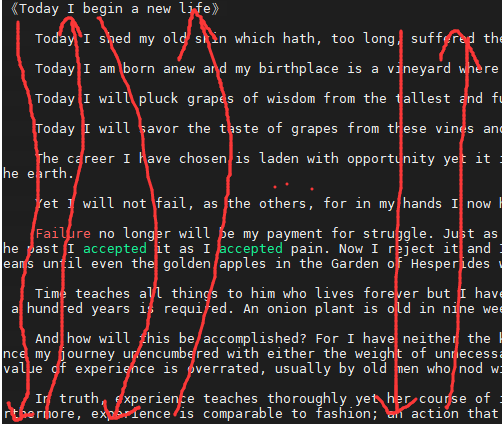 《Today I begin a new life》
Today I shed my old skin which hath, too long, suffered the
Today I am born anew and my birthplace is a vineyard where
Today I will pluck grapes of wisdom from the tallest and fu
Today I will savor the taste of grapes from these vines and
The career I have chosen is laden with opportunity yet it i
he earth.
Yet I will not fail, as the others, for in my hands I now h
Failure no longer will be my payment for struggle. Just as
he past I accepted it as I accepted pain. Now I reject it and I
eams until even the golden apples in the Garden of Hesperides w
Time teaches all things to him who lives forever but I have
a hundred years is required. An onion plant is old in nine wee
And how will this be accomplished? For I have neither the k
nce my journey unencumbered with either the weight of unnecessa
value of experience is overrated, usually by old men who nod wi
In truth, experience teaches thoroughly yet her course of i
rthermore, experience is comparable to fashion; an action that